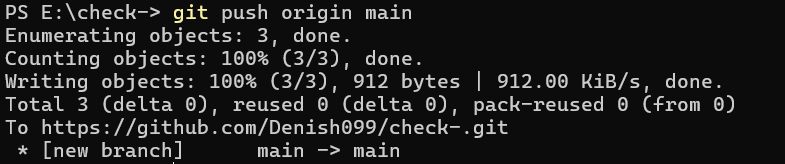 PS E:\check-> git push origin main
Enumerating objects: 3, done.
Counting objects: 100% (3/3), done.
Writing objects: 100% (3/3), 912 bytes | 912.00 KiB/s, done.
Total 3 (delta 0), reused 0 (delta 0), pack-reused 0 (from 0)
To https://github.com/Denish099/check-.git
 * [new branch]      main -> main